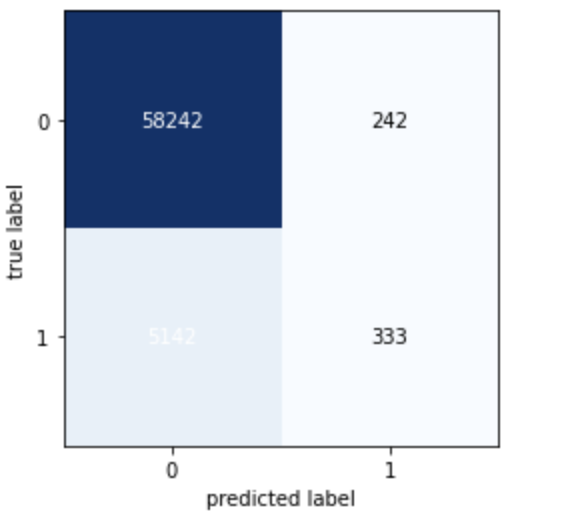 0 58242 242
true label
1 5142 333
0 1
predicted label